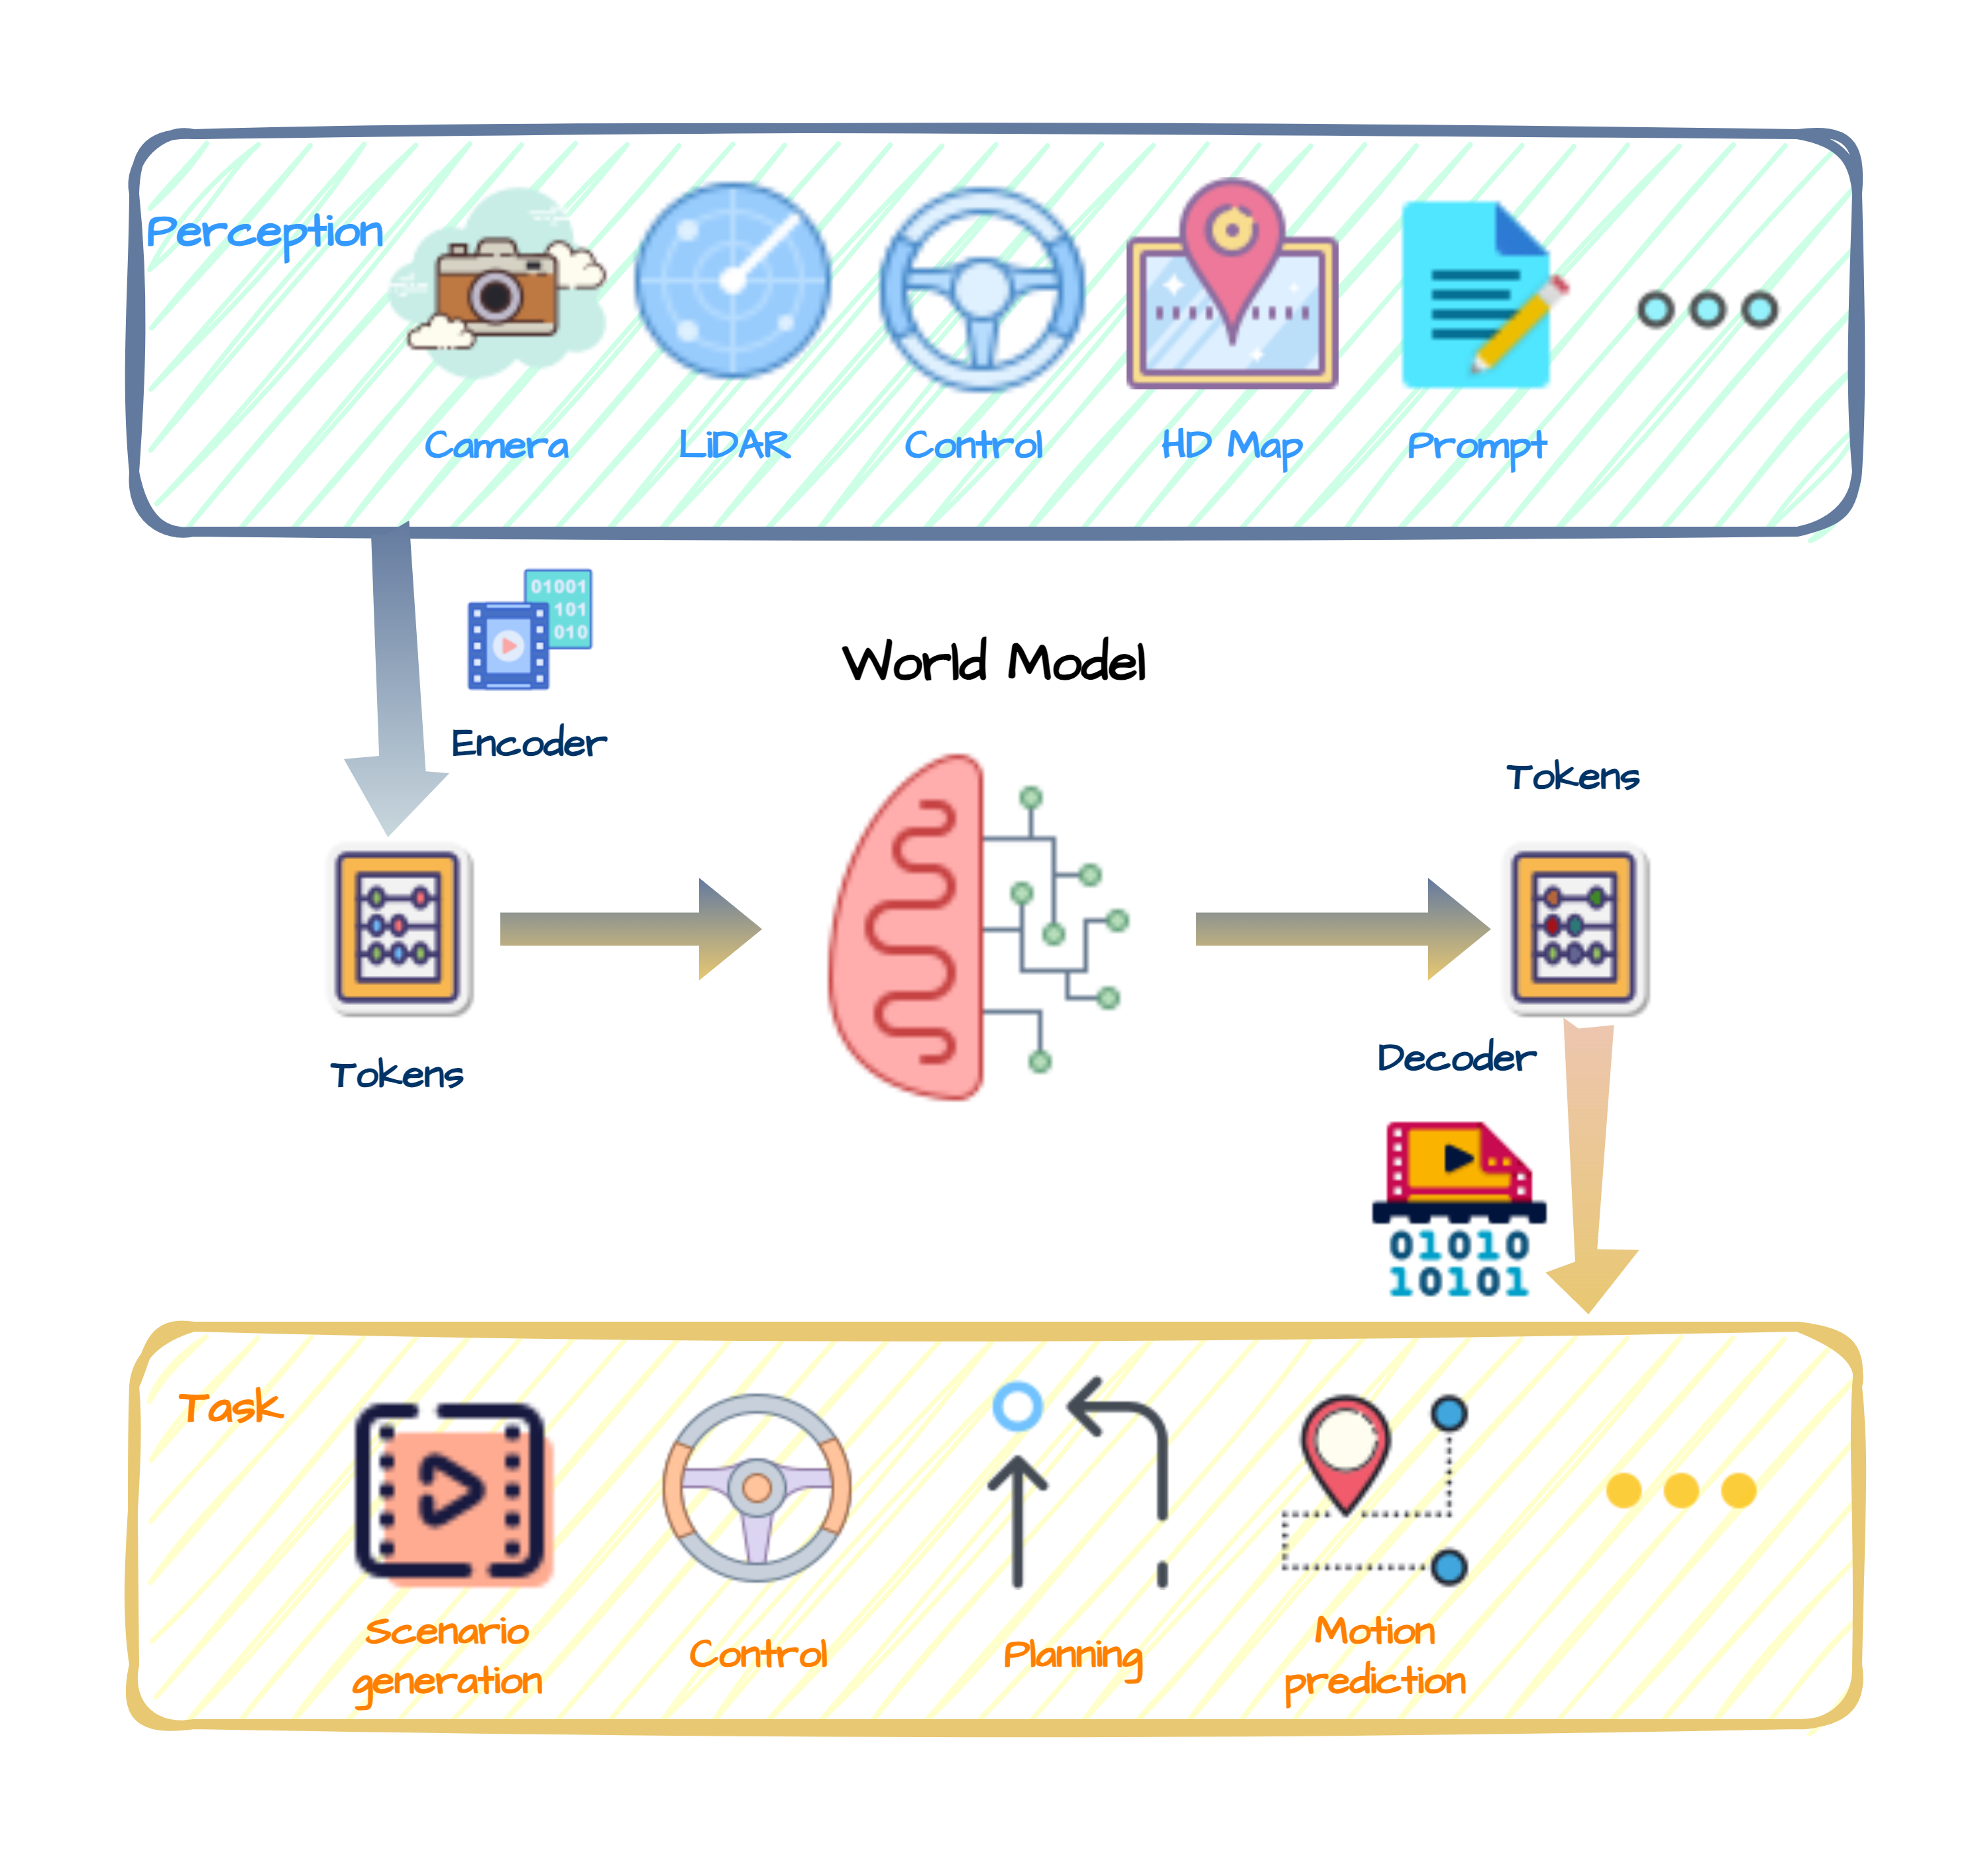 Perception
Camera
LiDAR
Control
HD Map
Prompt
01001
101
010
Encoder
World Model
Tokens
Tokens
Decoder
01010
10101
Task
Scenario
generation
Control
Planning
Motion
prediction